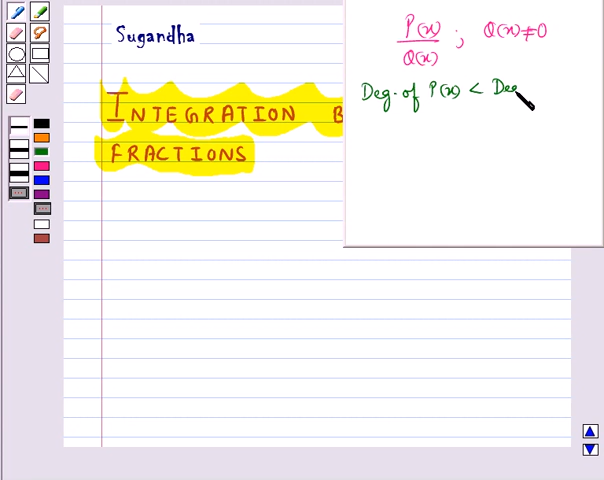 Sugandha
INTEGRATION B
FRACTIONS
P(x)
Q(x) ; Q(x) ≠ 0
Deg. of P(x) < Deg